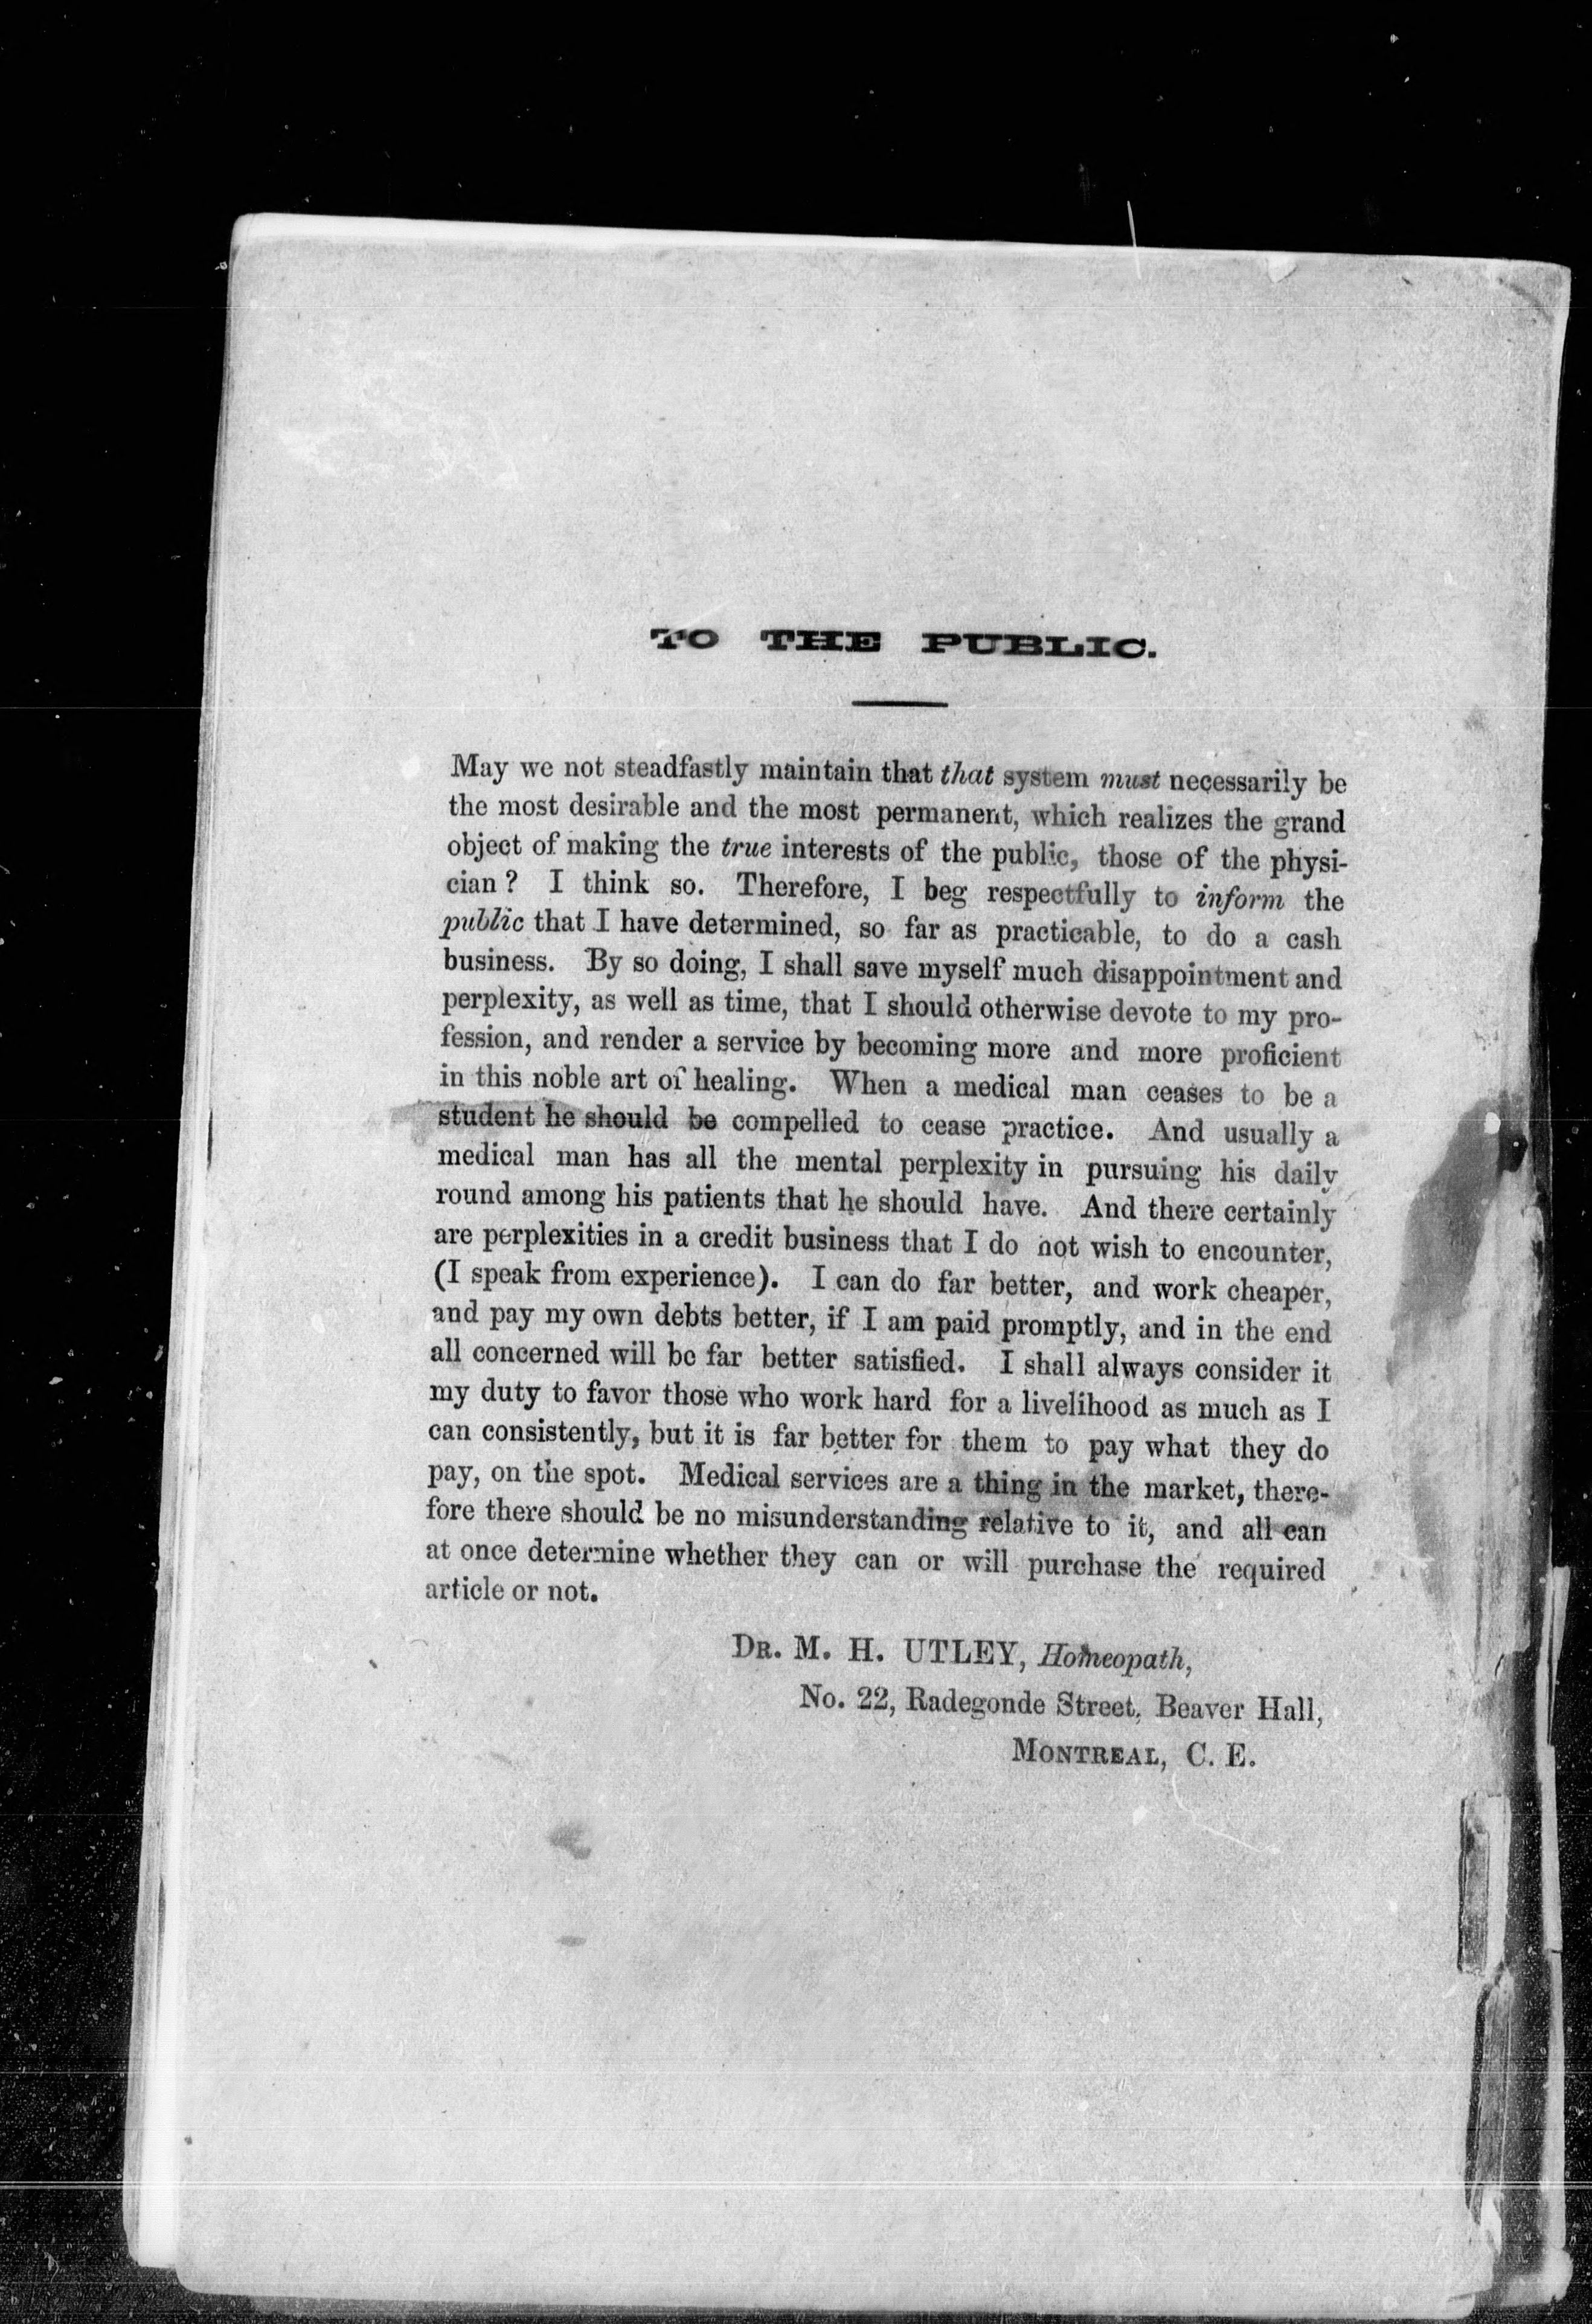 TO THE PUBLIC.
May we not steadfastly maintain that that system must necessarily be
the most desirable and the most permanent, which realizes the grand
object of making the true interests of the public, those of the physi-
cian? I think so. Therefore, I beg respectfully to inform the
public that I have determined, so far as practicable, to do a cash
business. By so doing, I shall save myself much disappointment and
perplexity, as well as time, that I should otherwise devote to my pro-
fession, and render a service by becoming more and more proficient
in this noble art of healing. When a medical man ceases to be a
student he should be compelled to cease practice. And usually a
medical man has all the mental perplexity in pursuing his daily
round among his patients that he should have. And there certainly
are perplexities in a credit business that I do not wish to encounter,
(I speak from experience). I can do far better, and work cheaper,
and pay my own debts better, if I am paid promptly, and in the end
all concerned will be far better satisfied. I shall always consider it
my duty to favor those who work hard for a livelihood as much as I
can consistently, but it is far better for them to pay what they do
pay, on the spot. Medical services are a thing in the market, there-
fore there should be no misunderstanding relative to it, and all can
at once determine whether they can or will purchase the required
article or not.
DR. M. H. UTLEY, Homeopath,
No. 22, Radegonde Street, Beaver Hall,
MONTREAL, C. E.